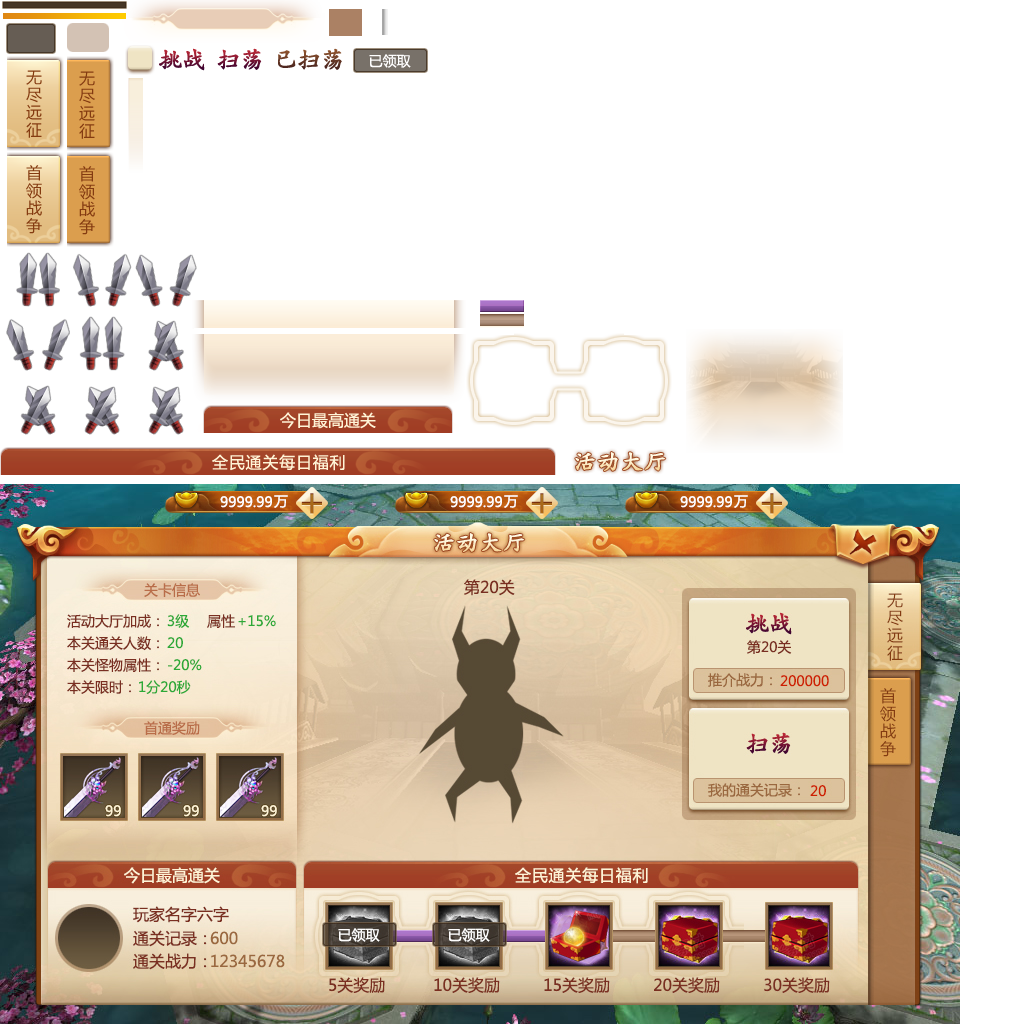 挑战 扫荡 已扫荡 已领取
无尽远征
无尽远征
首领战争
首领战争
今日最高通关
全民通关每日福利
活动大厅
9999.99万 9999.99万 9999.99万
活动大厅
关卡信息
活动大厅加成：3级 属性+15%
本关通关人数：20
本关怪物属性：-20%
本关限时：1分20秒
首通奖励
99 99 99
第20关
挑战
第20关
推介战力：200000
扫荡
我的通关记录：20
无尽远征
首领战争
今日最高通关
玩家名字六字
通关记录:600
通关战力:12345678
全民通关每日福利
已领取 已领取
5关奖励 10关奖励 15关奖励 20关奖励 30关奖励